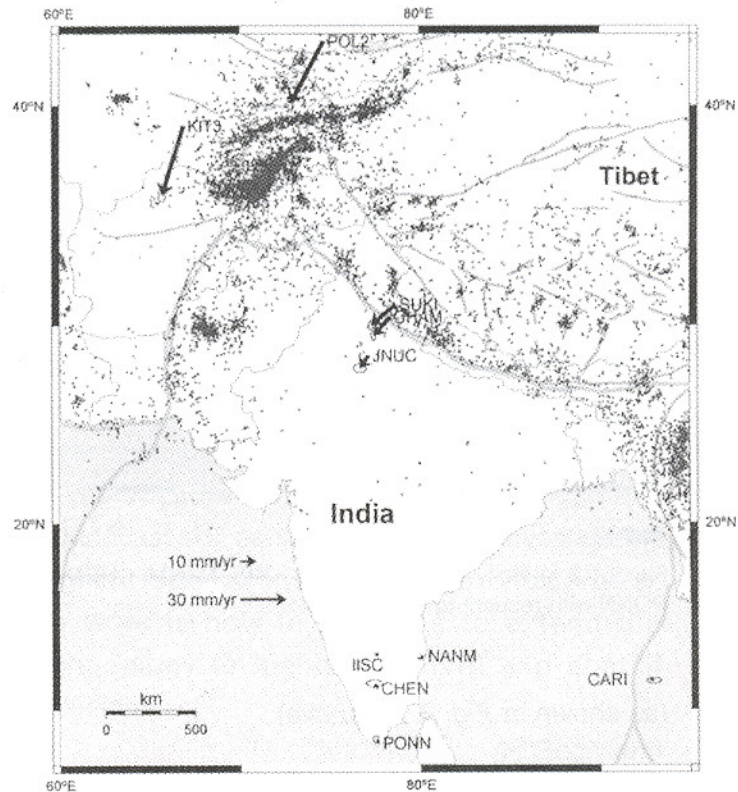 60°E
80°E
POL2
40°N
40°N
KIT3
Tibet
SUKI
JNUC
India
20°N
20°N
10 mm/yr
30 mm/yr
IISC
NANM
CHEN
CARI
km
0
500
PONN
60°E
80°E